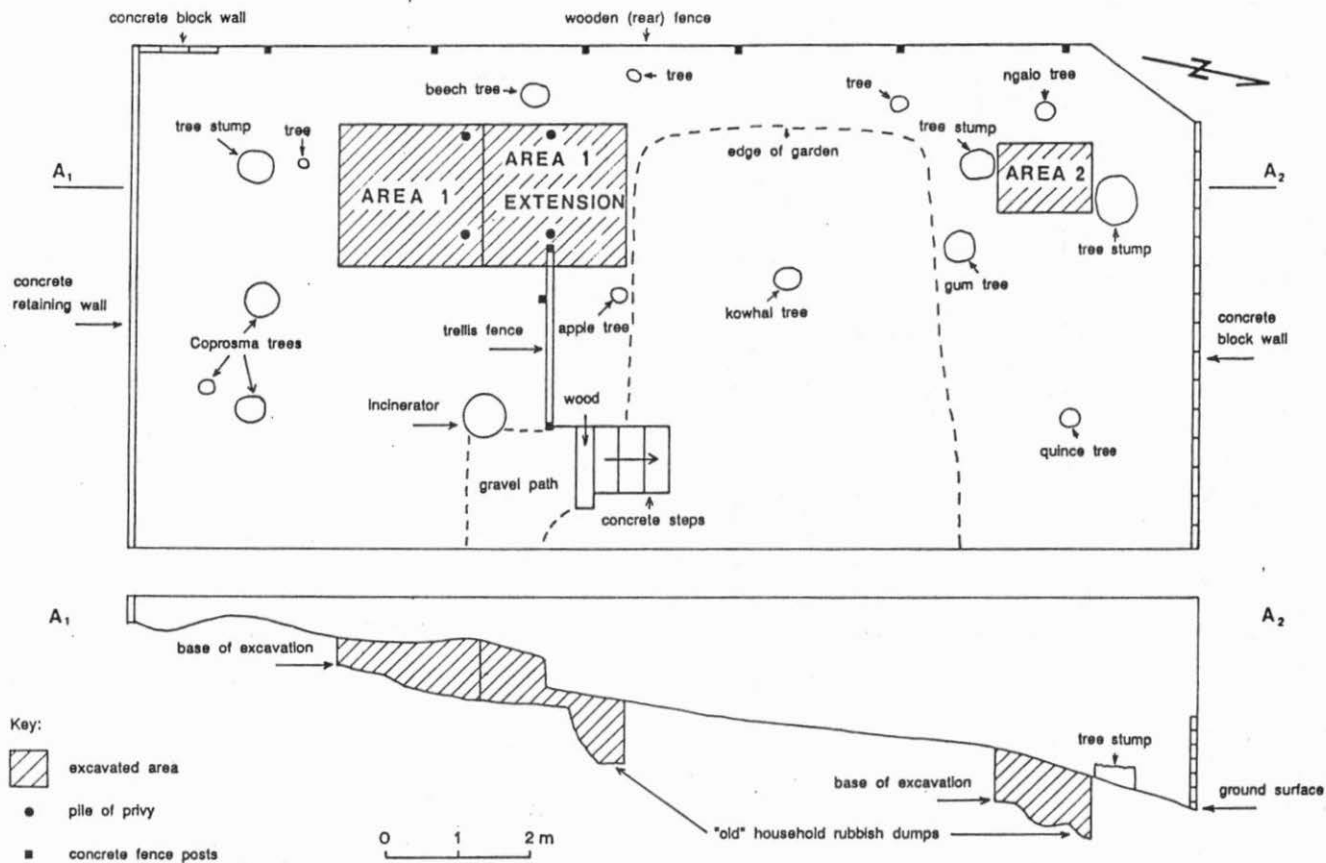 concrete block wall
wooden (rear) fence
N
tree
ngaio tree
beech tree
tree
tree stump
tree
tree stump
edge of garden
A1
AREA 1
AREA 1
EXTENSION
AREA 2
A2
tree stump
gum tree
concrete
retaining wall
Coprosma trees
trellis fence
apple tree
kowhai tree
concrete
block wall
incinerator
wood
quince tree
gravel path
concrete steps
A1
A2
base of excavation
Key:
excavated area
pile of privy
concrete fence posts
tree stump
base of excavation
ground surface
"old" household rubbish dumps
0 1 2 m